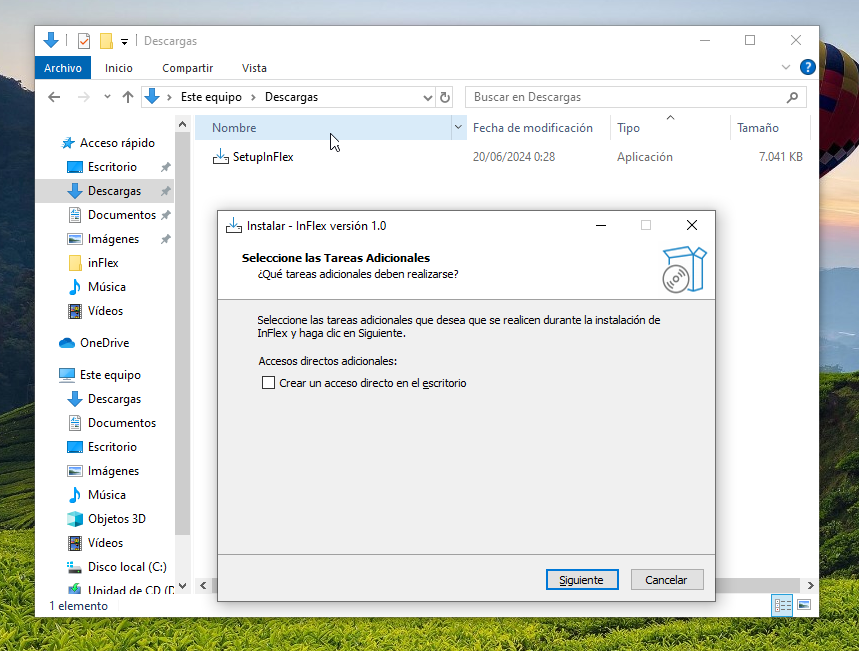 Descargas
Archivo
Inicio
Compartir
Vista
?
Este equipo
Descargas
Buscar en Descargas
Nombre
Fecha de modificación
Tipo
Tamaño
SetupInFlex
20/06/2024 0:28
Aplicación
7.041 KB
Acceso rápido
Escritorio
Descargas
Documentos
Imágenes
inFlex
Música
Vídeos
OneDrive
Este equipo
Descargas
Documentos
Escritorio
Imágenes
Música
Objetos 3D
Vídeos
Disco local (C:)
Unidad de CD (D
1 elemento
Instalar - InFlex versión 1.0
Seleccione las Tareas Adicionales
¿Qué tareas adicionales deben realizarse?
Seleccione las tareas adicionales que desea que se realicen durante la instalación de
InFlex y haga clic en Siguiente.
Accesos directos adicionales:
Crear un acceso directo en el escritorio
Siguiente
Cancelar